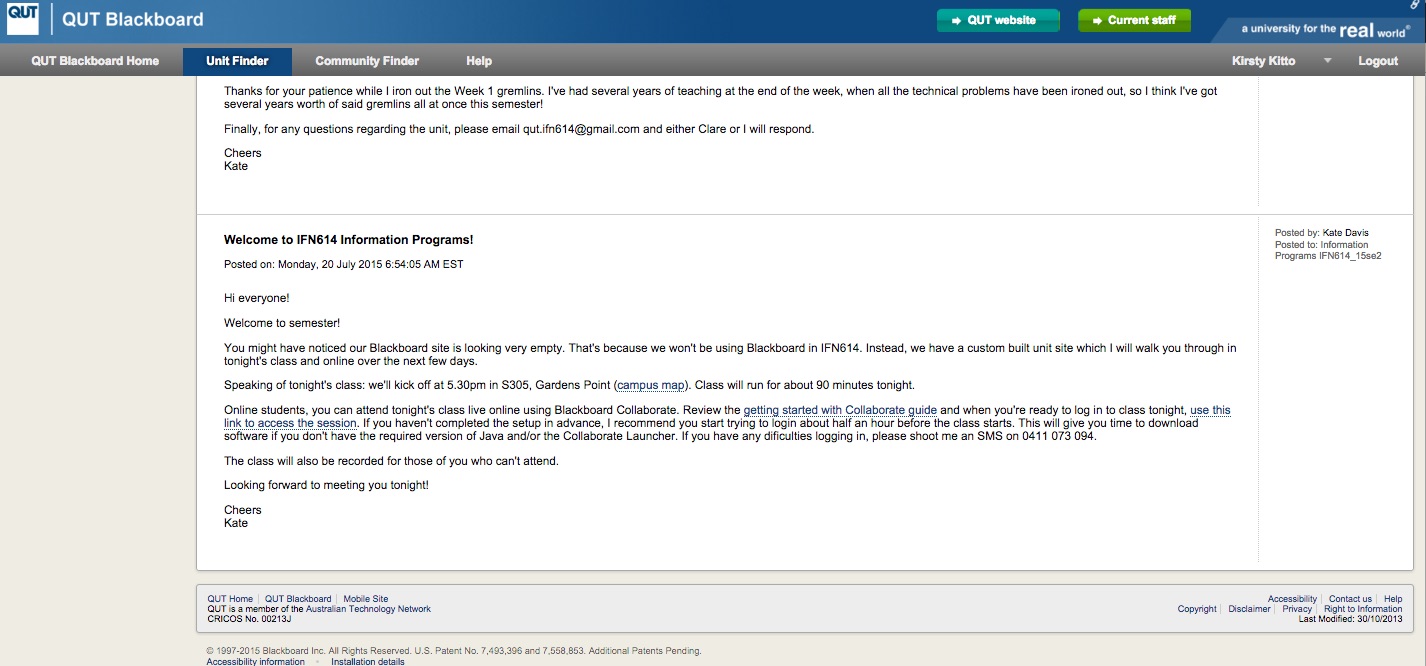 QUT
QUT Blackboard
QUT website
Current staff
a university for the real world®
QUT Blackboard Home
Unit Finder
Community Finder
Help
Kirsty Kitto
Logout
Thanks for your patience while I iron out the Week 1 gremlins. I've had several years of teaching at the end of the week, when all the technical problems have been ironed out, so I think I've got
several years worth of said gremlins all at once this semester!
Finally, for any questions regarding the unit, please email qut.ifn614@gmail.com and either Clare or I will respond.
Cheers
Kate
Welcome to IFN614 Information Programs!
Posted on: Monday, 20 July 2015 6:54:05 AM EST
Posted by: Kate Davis
Posted to: Information
Programs IFN614_15se2
Hi everyone!
Welcome to semester!
You might have noticed our Blackboard site is looking very empty. That's because we won't be using Blackboard in IFN614. Instead, we have a custom built unit site which I will walk you through in
tonight's class and online over the next few days.
Speaking of tonight's class: we'll kick off at 5.30pm in S305, Gardens Point (campus map). Class will run for about 90 minutes tonight.
Online students, you can attend tonight's class live online using Blackboard Collaborate. Review the getting started with Collaborate guide and when you're ready to log in to class tonight, use this
link to access the session. If you haven't completed the setup in advance, I recommend you start trying to login about half an hour before the class starts. This will give you time to download
software if you don't have the required version of Java and/or the Collaborate Launcher. If you have any dificulties logging in, please shoot me an SMS on 0411 073 094.
The class will also be recorded for those of you who can't attend.
Looking forward to meeting you tonight!
Cheers
Kate
QUT Home
QUT Blackboard
Mobile Site
QUT is a member of the Australian Technology Network
CRICOS No. 00213J
Accessibility
Contact us
Help
Copyright
Disclaimer
Privacy
Right to Information
Last Modified: 30/10/2013
© 1997-2015 Blackboard Inc. All Rights Reserved. U.S. Patent No. 7,493,396 and 7,558,853. Additional Patents Pending.
Accessibility information
Installation details